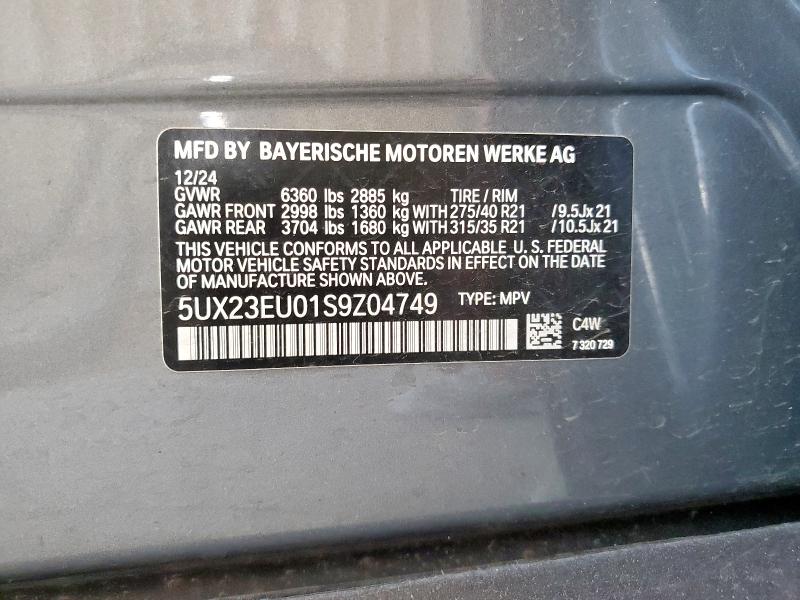 MFD BY BAYERISCHE MOTOREN WERKE AG
12/24
GVWR 6360 lbs 2885 kg TIRE / RIM
GAWR FRONT 2998 lbs 1360 kg WITH 275/40 R21 / 9.5Jx21
GAWR REAR 3704 lbs 1680 kg WITH 315/35 R21 / 10.5Jx21
THIS VEHICLE CONFORMS TO ALL APPLICABLE U. S. FEDERAL
MOTOR VEHICLE SAFETY STANDARDS IN EFFECT ON THE DATE
OF MANUFACTURE SHOWN ABOVE.
5UX23EU01S9Z04749 TYPE: MPV
C4W
7 320 729